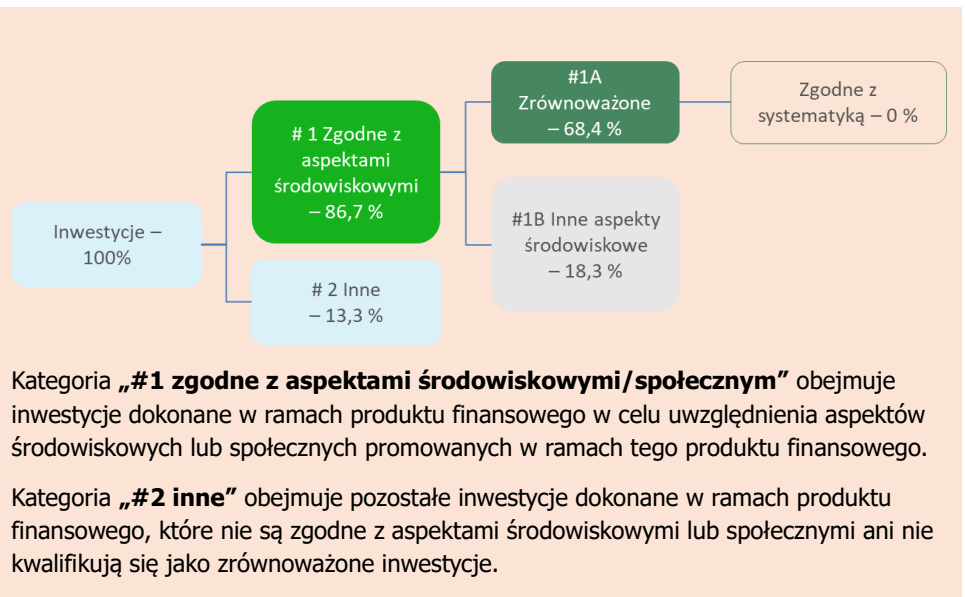 Inwestycje –
100%
# 1 Zgodne z
aspektami
środowiskowymi
– 86,7 %
# 2 Inne
– 13,3 %
#1A
Zrównoważone
– 68,4 %
#1B Inne aspekty
środowiskowe
– 18,3 %
Zgodne z
systematyką – 0 %
Kategoria „#1 zgodne z aspektami środowiskowymi/społecznym” obejmuje
inwestycje dokonane w ramach produktu finansowego w celu uwzględnienia aspektów
środowiskowych lub społecznych promowanych w ramach tego produktu finansowego.
Kategoria „#2 inne” obejmuje pozostałe inwestycje dokonane w ramach produktu
finansowego, które nie są zgodne z aspektami środowiskowymi lub społecznymi ani nie
kwalifikują się jako zrównoważone inwestycje.